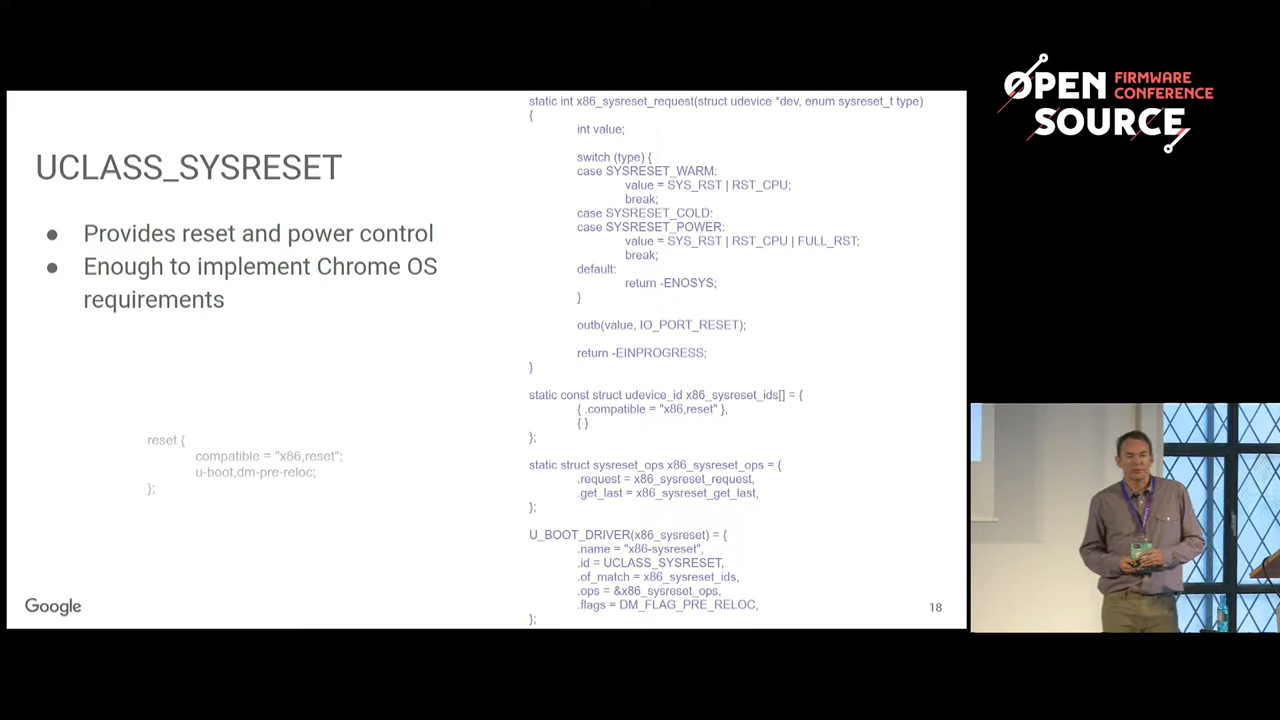 UCLASS_SYSRESET
● Provides reset and power control
● Enough to implement Chrome OS
requirements
reset {
compatible = "x86,reset";
u-boot,dm-pre-reloc;
};
Google
static int x86_sysreset_request(struct udevice *dev, enum sysreset_t type)
{
int value;
switch (type) {
case SYSRESET_WARM:
value = SYS_RST | RST_CPU;
break;
case SYSRESET_COLD:
case SYSRESET_POWER:
value = SYS_RST | RST_CPU | FULL_RST;
break;
default:
return -ENOSYS;
}
outb(value, IO_PORT_RESET);
return -EINPROGRESS;
}
static const struct udevice_id x86_sysreset_ids[] = {
{ .compatible = "x86,reset" },
{ }
};
static struct sysreset_ops x86_sysreset_ops = {
.request = x86_sysreset_request,
.get_last = x86_sysreset_get_last,
};
U_BOOT_DRIVER(x86_sysreset) = {
.name = "x86-sysreset",
.id = UCLASS_SYSRESET,
.of_match = x86_sysreset_ids,
.ops = &x86_sysreset_ops,
.flags = DM_FLAG_PRE_RELOC,
};
18
OPEN FIRMWARE
CONFERENCE
SOURCE